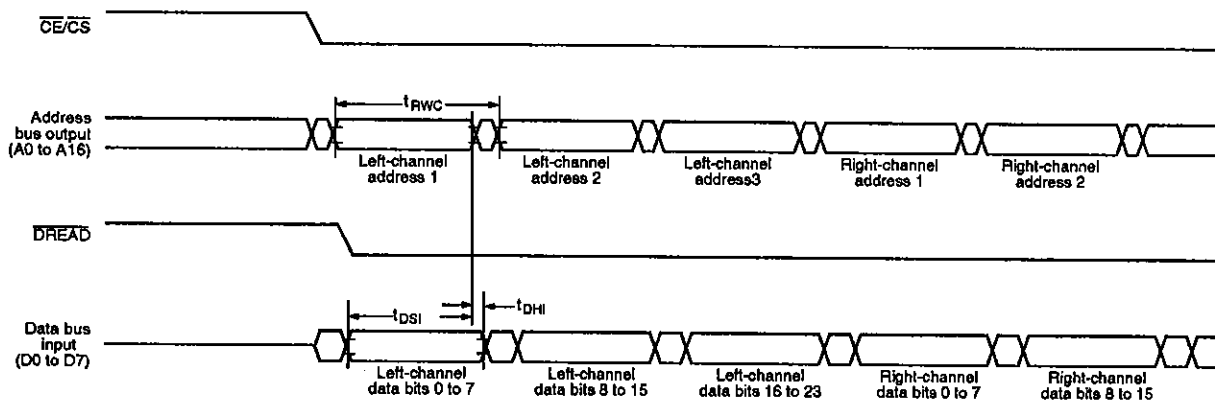 CE/CS
tRWC
Address
bus output
(A0 to A16)
Left-channel
address 1
Left-channel
address 2
Left-channel
address3
Right-channel
address 1
Right-channel
address 2
DREAD
tDSI
tDHI
Data bus
input
(D0 to D7)
Left-channel
data bits 0 to 7
Left-channel
data bits 8 to 15
Left-channel
data bits 16 to 23
Right-channel
data bits 0 to 7
Right-channel
data bits 8 to 15